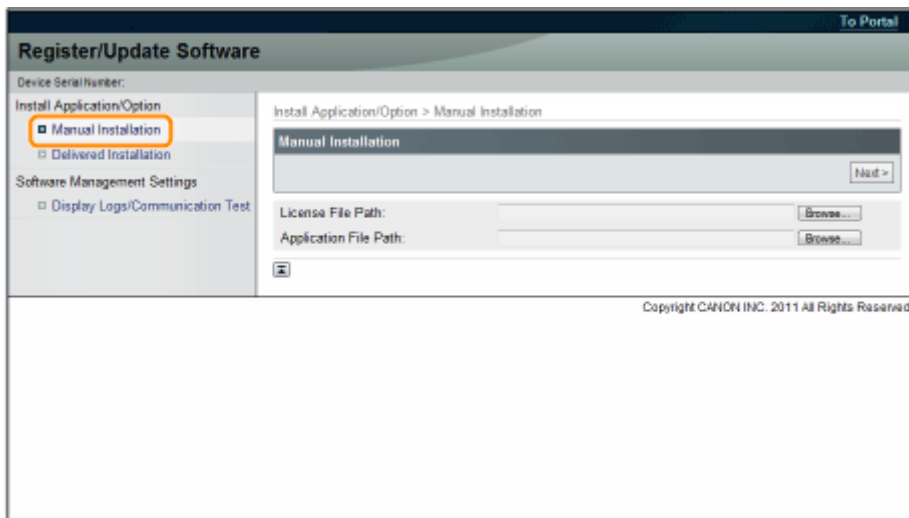 To Portal
Register/Update Software
Device Serial Number:
Install Application/Option
Manual Installation
Delivered Installation
Software Management Settings
Display Logs/Communication Test
Install Application/Option > Manual Installation
Manual Installation
Next >
License File Path:
Browse...
Application File Path:
Browse...
Copyright CANON INC. 2011 All Rights Reserved